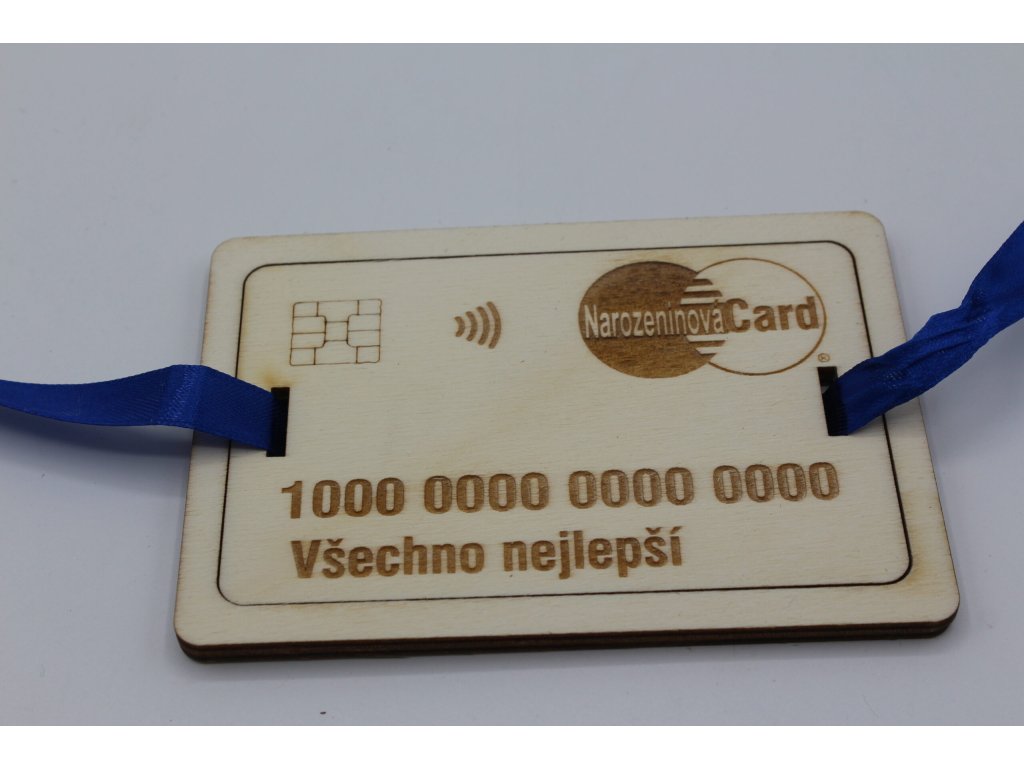 NarozeninováCard
®
1000 0000 0000 0000
Všechno nejlepší